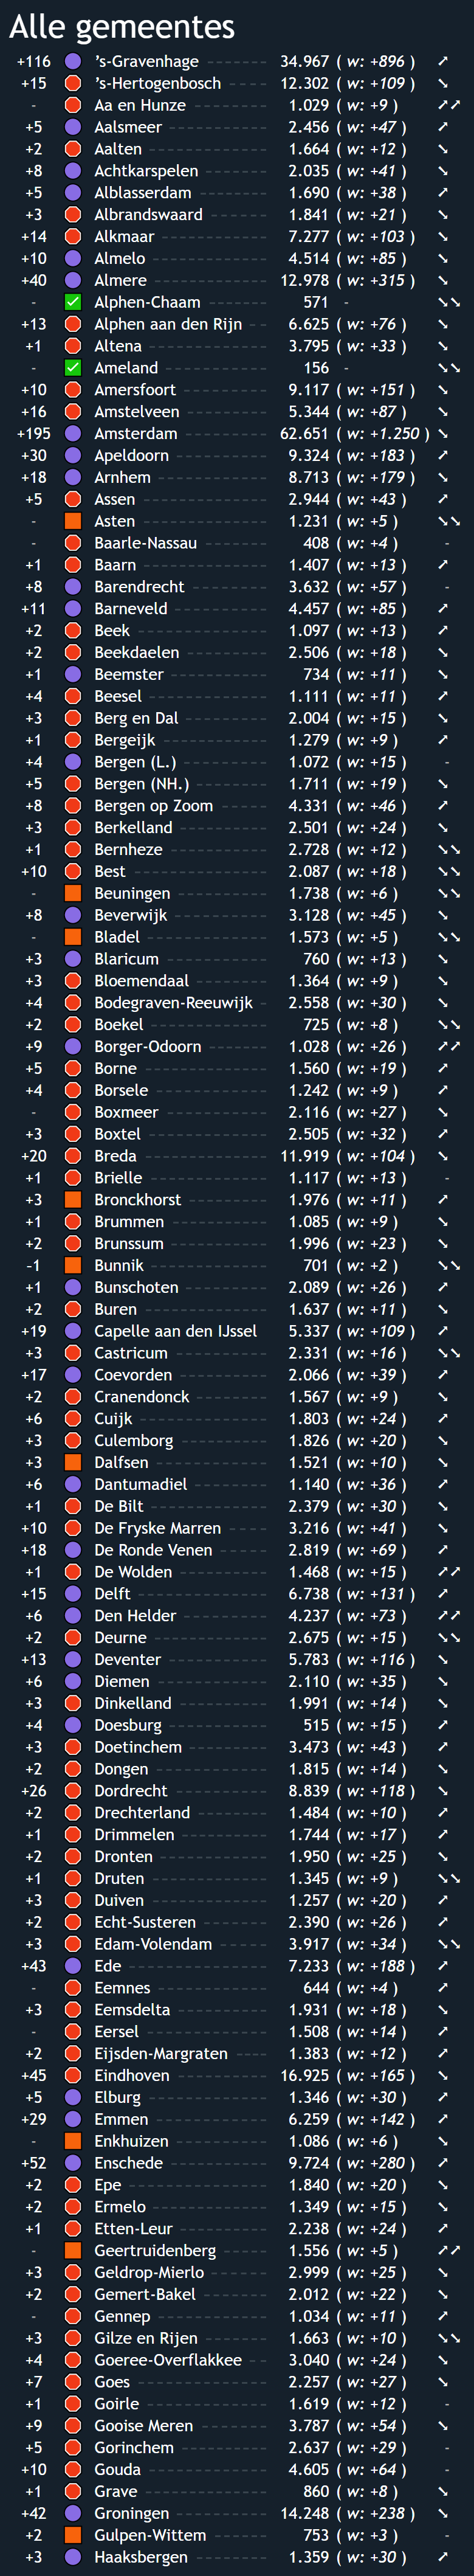 Alle gemeentes
+116 ’s-Gravenhage 34.967 ( w: +896 )
+15 ’s-Hertogenbosch 12.302 ( w: +109 )
- Aa en Hunze 1.029 ( w: +9 )
+5 Aalsmeer 2.456 ( w: +47 )
+2 Aalten 1.664 ( w: +12 )
+8 Achtkarspelen 2.035 ( w: +41 )
+5 Alblasserdam 1.690 ( w: +38 )
+3 Albrandswaard 1.841 ( w: +21 )
+14 Alkmaar 7.277 ( w: +103 )
+10 Almelo 4.514 ( w: +85 )
+40 Almere 12.978 ( w: +315 )
- Alphen-Chaam 571 -
+13 Alphen aan den Rijn 6.625 ( w: +76 )
+1 Altena 3.795 ( w: +33 )
- Ameland 156 -
+10 Amersfoort 9.117 ( w: +151 )
+16 Amstelveen 5.344 ( w: +87 )
+195 Amsterdam 62.651 ( w: +1.250 )
+30 Apeldoorn 9.324 ( w: +183 )
+18 Arnhem 8.713 ( w: +179 )
+5 Assen 2.944 ( w: +43 )
- Asten 1.231 ( w: +5 )
- Baarle-Nassau 408 ( w: +4 ) -
+1 Baarn 1.407 ( w: +13 )
+8 Barendrecht 3.632 ( w: +57 ) -
+11 Barneveld 4.457 ( w: +85 )
+2 Beek 1.097 ( w: +13 )
+2 Beekdaelen 2.506 ( w: +18 )
+1 Beemster 734 ( w: +11 )
+4 Beesel 1.111 ( w: +11 )
+3 Berg en Dal 2.004 ( w: +15 )
+1 Bergeijk 1.279 ( w: +9 )
+4 Bergen (L.) 1.072 ( w: +15 ) -
+5 Bergen (NH.) 1.711 ( w: +19 )
+8 Bergen op Zoom 4.331 ( w: +46 )
+3 Berkelland 2.501 ( w: +24 )
+1 Bernheze 2.728 ( w: +12 )
+10 Best 2.087 ( w: +18 )
- Beuningen 1.738 ( w: +6 )
+8 Beverwijk 3.128 ( w: +45 )
- Bladel 1.573 ( w: +5 )
+3 Blaricum 760 ( w: +13 )
+3 Bloemendaal 1.364 ( w: +9 )
+4 Bodegraven-Reeuwijk 2.558 ( w: +30 )
+2 Boekel 725 ( w: +8 )
+9 Borger-Odoorn 1.028 ( w: +26 )
+5 Borne 1.560 ( w: +19 )
+4 Borsele 1.242 ( w: +9 )
- Boxmeer 2.116 ( w: +27 )
+3 Boxtel 2.505 ( w: +32 )
+20 Breda 11.919 ( w: +104 )
+1 Brielle 1.117 ( w: +13 ) -
+3 Bronckhorst 1.976 ( w: +11 )
+1 Brummen 1.085 ( w: +9 )
+2 Brunssum 1.996 ( w: +23 )
-1 Bunnik 701 ( w: +2 )
+1 Bunschoten 2.089 ( w: +26 )
+2 Buren 1.637 ( w: +11 )
+19 Capelle aan den IJssel 5.337 ( w: +109 )
+3 Castricum 2.331 ( w: +16 )
+17 Coevorden 2.066 ( w: +39 )
+2 Cranendonck 1.567 ( w: +9 )
+6 Cuijk 1.803 ( w: +24 )
+3 Culemborg 1.826 ( w: +20 )
+3 Dalfsen 1.521 ( w: +10 )
+6 Dantumadiel 1.140 ( w: +36 )
+1 De Bilt 2.379 ( w: +30 )
+10 De Fryske Marren 3.216 ( w: +41 )
+18 De Ronde Venen 2.819 ( w: +69 )
+1 De Wolden 1.468 ( w: +15 )
+15 Delft 6.738 ( w: +131 )
+6 Den Helder 4.237 ( w: +73 )
+2 Deurne 2.675 ( w: +15 )
+13 Deventer 5.783 ( w: +116 )
+6 Diemen 2.110 ( w: +35 )
+3 Dinkelland 1.991 ( w: +14 )
+4 Doesburg 515 ( w: +15 )
+3 Doetinchem 3.473 ( w: +43 )
+2 Dongen 1.815 ( w: +14 )
+26 Dordrecht 8.839 ( w: +118 )
+2 Drechterland 1.484 ( w: +10 )
+1 Drimmelen 1.744 ( w: +17 )
+2 Dronten 1.950 ( w: +25 )
+1 Druten 1.345 ( w: +9 )
+3 Duiven 1.257 ( w: +20 )
+2 Echt-Susteren 2.390 ( w: +26 )
+3 Edam-Volendam 3.917 ( w: +34 )
+43 Ede 7.233 ( w: +188 )
- Eemnes 644 ( w: +4 )
+3 Eemsdelta 1.931 ( w: +18 )
- Eersel 1.508 ( w: +14 )
+2 Eijsden-Margraten 1.383 ( w: +12 )
+45 Eindhoven 16.925 ( w: +165 )
+5 Elburg 1.346 ( w: +30 )
+29 Emmen 6.259 ( w: +142 )
- Enkhuizen 1.086 ( w: +6 )
+52 Enschede 9.724 ( w: +280 )
+2 Epe 1.840 ( w: +20 )
+2 Ermelo 1.349 ( w: +15 )
+1 Etten-Leur 2.238 ( w: +24 )
- Geertruidenberg 1.556 ( w: +5 )
+3 Geldrop-Mierlo 2.999 ( w: +25 )
+2 Gemert-Bakel 2.012 ( w: +22 )
- Gennep 1.034 ( w: +11 )
+3 Gilze en Rijen 1.663 ( w: +10 )
+4 Goeree-Overflakkee 3.040 ( w: +24 )
+7 Goes 2.257 ( w: +27 )
+1 Goirle 1.619 ( w: +12 ) -
+9 Gooise Meren 3.787 ( w: +54 )
+5 Gorinchem 2.637 ( w: +29 ) -
+10 Gouda 4.605 ( w: +64 ) -
+1 Grave 860 ( w: +8 )
+42 Groningen 14.248 ( w: +238 )
+2 Gulpen-Wittem 753 ( w: +3 ) -
+3 Haaksbergen 1.359 ( w: +30 )